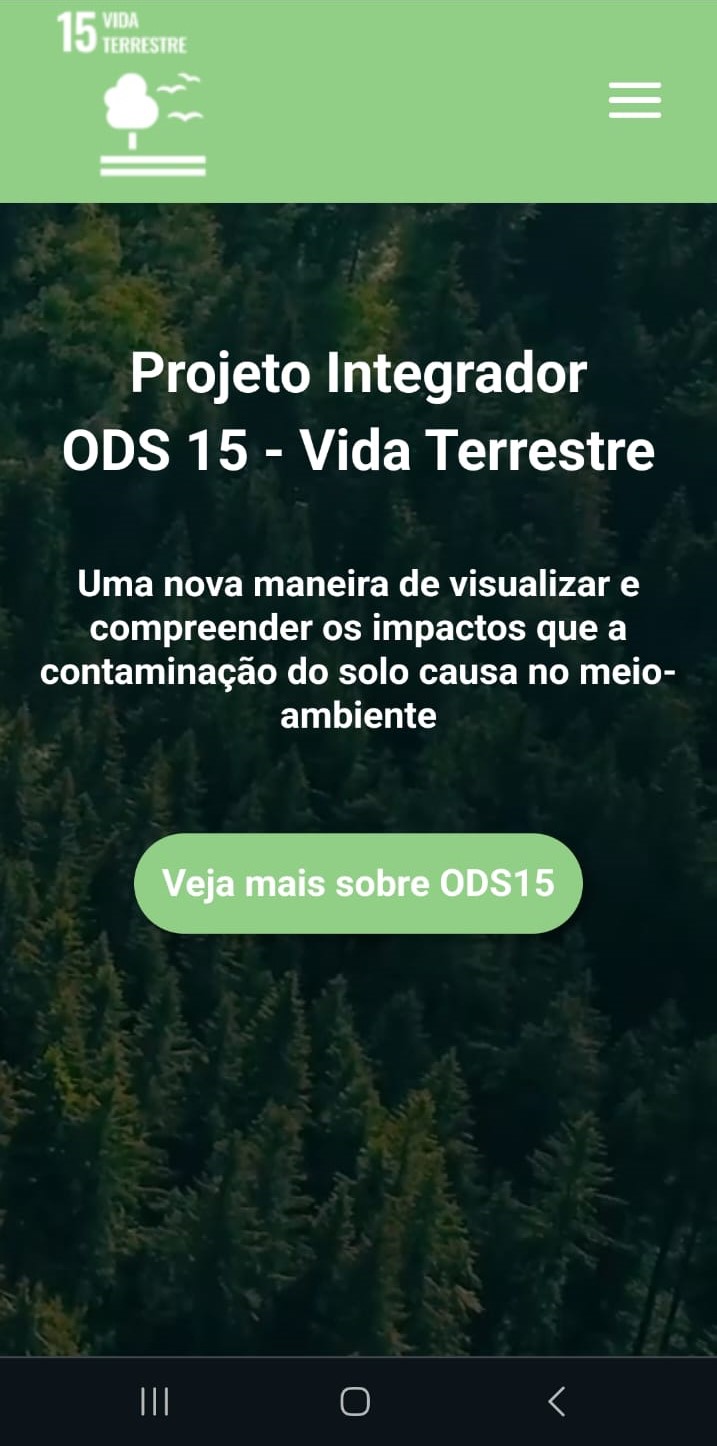 15 VIDA
TERRESTRE
Projeto Integrador
ODS 15 - Vida Terrestre
Uma nova maneira de visualizar e
compreender os impactos que a
contaminação do solo causa no meio-
ambiente
Veja mais sobre ODS15